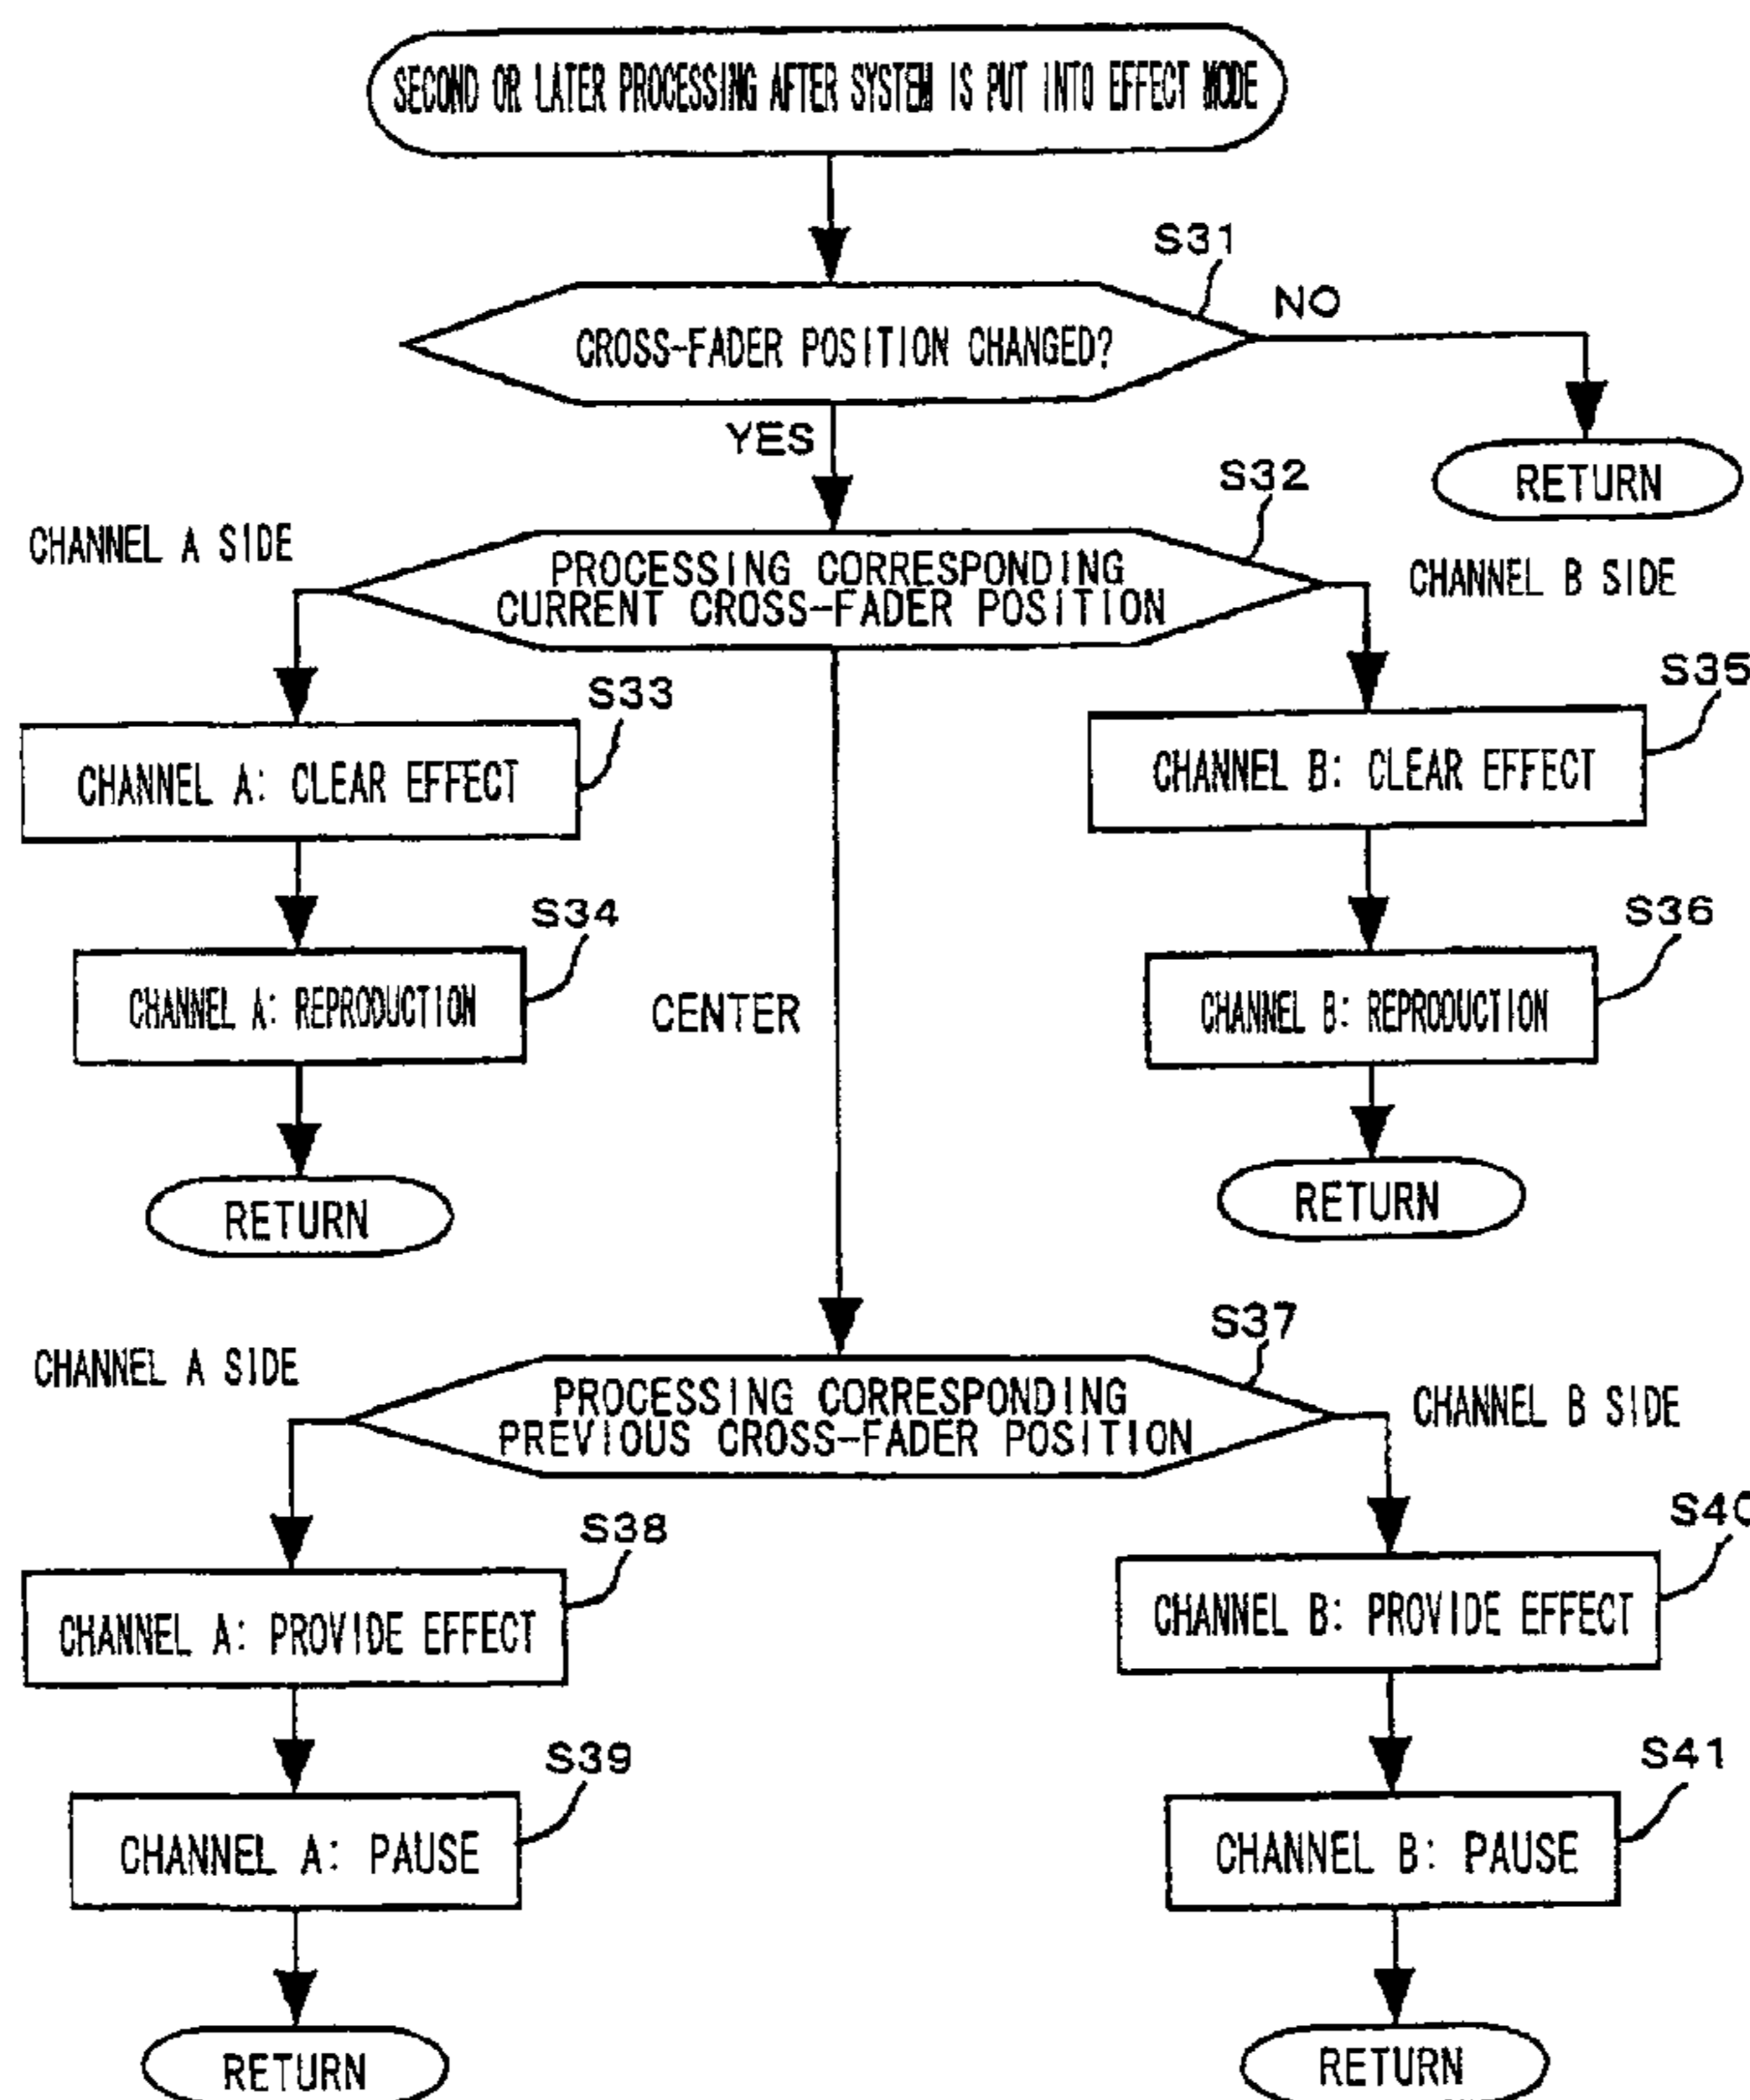 SECOND OR LATER PROCESSING AFTER SYSTEM IS PUT INTO EFFECT MODE
S31
CROSS-FADER POSITION CHANGED?
NO
YES
RETURN
S32
CHANNEL A SIDE
PROCESSING CORRESPONDING
CURRENT CROSS-FADER POSITION
CHANNEL B SIDE
S33
S35
CHANNEL A: CLEAR EFFECT
CHANNEL B: CLEAR EFFECT
S34
S36
CHANNEL A: REPRODUCTION
CENTER
CHANNEL B: REPRODUCTION
RETURN
RETURN
S37
CHANNEL A SIDE
PROCESSING CORRESPONDING
PREVIOUS CROSS-FADER POSITION
CHANNEL B SIDE
S38
S40
CHANNEL A: PROVIDE EFFECT
CHANNEL B: PROVIDE EFFECT
S39
S41
CHANNEL A: PAUSE
CHANNEL B: PAUSE
RETURN
RETURN